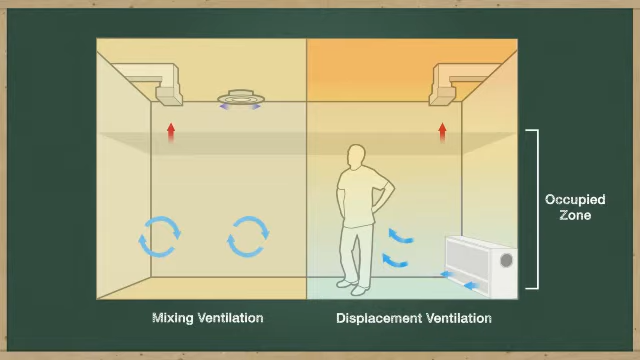 Occupied
Zone
Mixing Ventilation
Displacement Ventilation